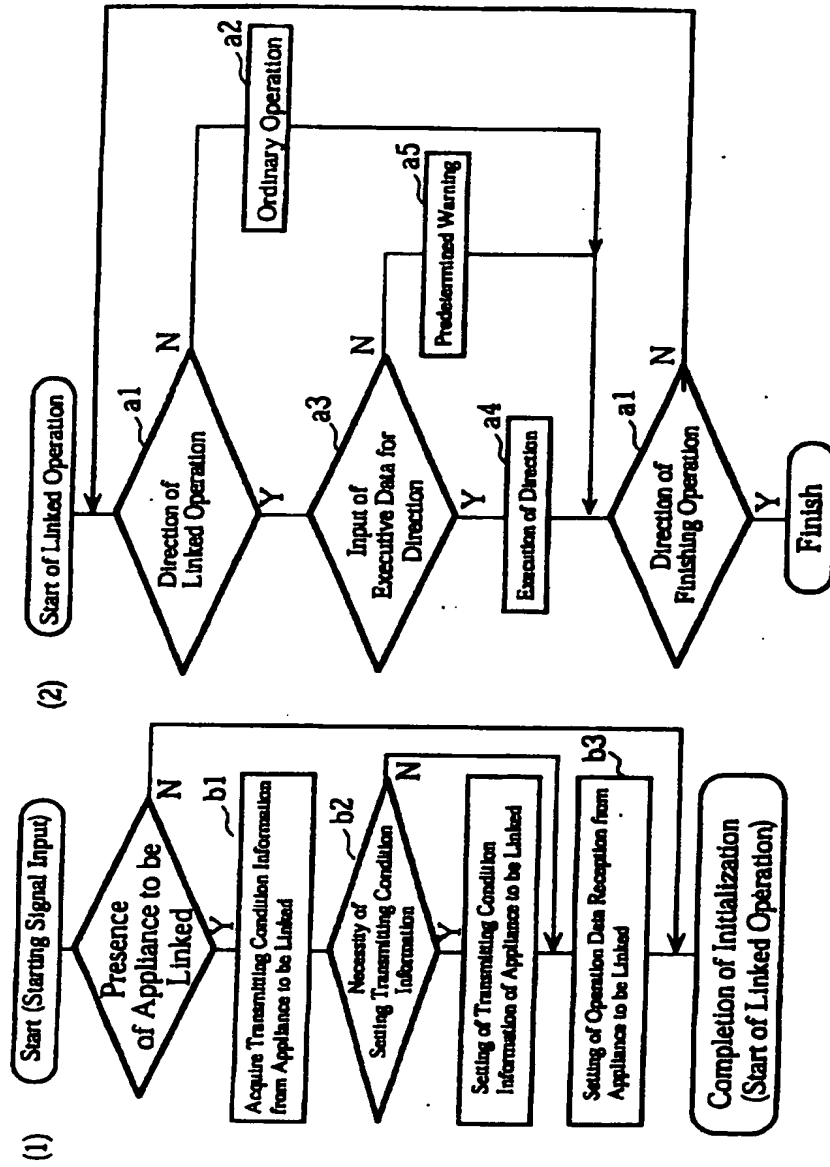 (1)
Start (Starting Signal Input)
Presence
of Appliance to be
Linked
N
Y
b1
Acquire Transmitting Condition Information
from Appliance to be Linked
b2
Necessity of
Setting Transmitting Condition
Information
N
Y
Setting of Transmitting Condition
Information of Appliance to be Linked
b3
Setting of Operation Data Reception from
Appliance to be Linked
Completion of Initialization
(Start of Linked Operation)
(2)
Start of Linked Operation
a1
Direction of
Linked Operation
N
Y
a2
Ordinary Operation
a3
Input of
Executive Data for
Direction
N
Y
a5
Predetermined Warning
a4
Execution of Direction
a1
Direction of
Finishing Operation
N
Y
Finish